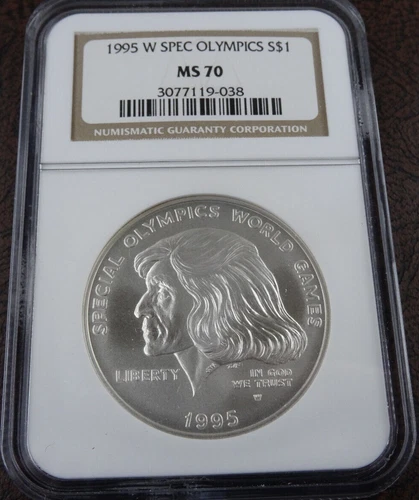 1995 W SPEC OLYMPICS S$1
MS 70
3077119-038
NUMISMATIC GUARANTY CORPORATION
SPECIAL OLYMPICS WORLD GAMES
LIBERTY
IN GOD
WE TRUST
W
1995